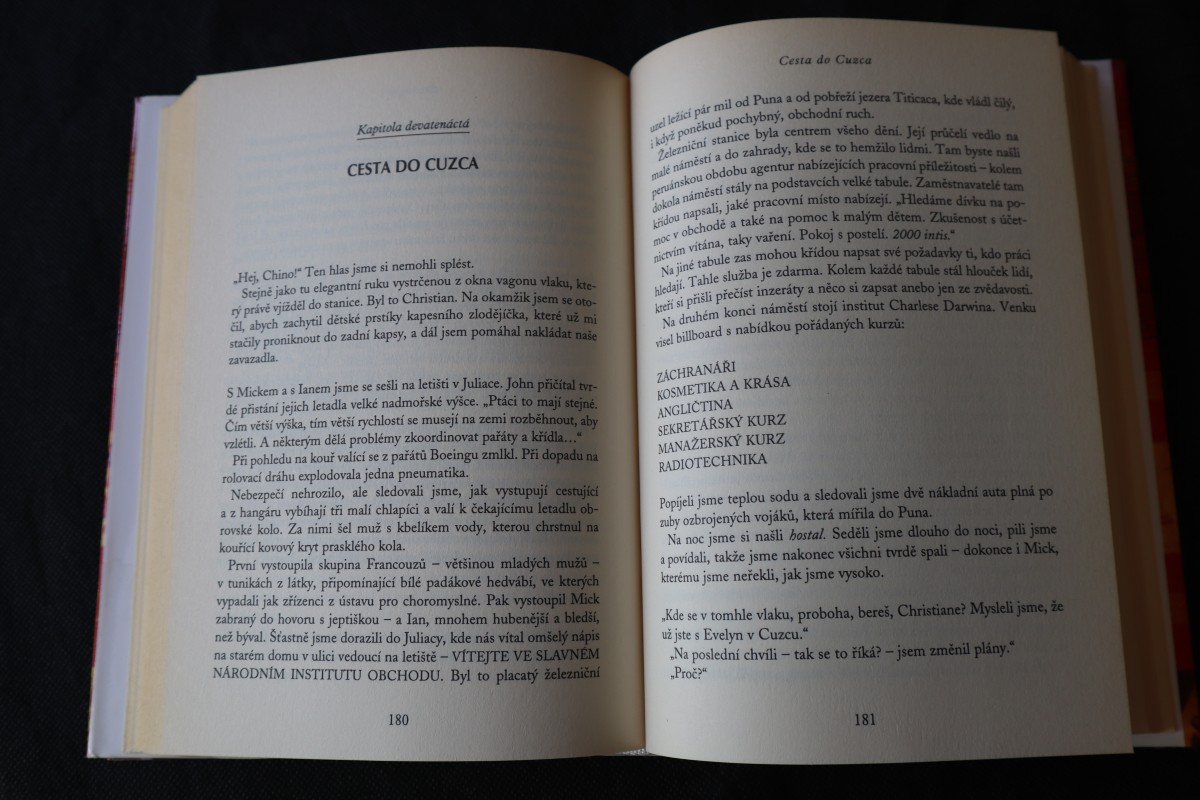 Kapitola devatenáctá
CESTA DO CUZCA
„Hej, Chino!“ Ten hlas jsme si nemohli splést.
Stejně jako tu elegantní ruku vystrčenou z okna vagonu vlaku, kte-
rý právě vjížděl do stanice. Byl to Christian. Na okamžik jsem se oto-
čil, abych zachytil dětské prstíky kapesního zlodějíčka, které už mi
stačily proniknout do zadní kapsy, a dál jsem pomáhal nakládat naše
zavazadla.
S Mickem a s Ianem jsme se sešli na letišti v Juliace. John přičítal tvr-
dé přistání jejich letadla velké nadmořské výšce. „Ptáci to mají stejné.
Čím větší výška, tím větší rychlostí se musejí na zemi rozběhnout, aby
vzlétli. A některým dělá problémy zkoordinovat pařáty a křídla…“
Při pohledu na kouř valící se z pařátů Boeingu zmlkl. Při dopadu na
rolovací dráhu explodovala jedna pneumatika.
Nebezpečí nehrozilo, ale sledovali jsme, jak vystupují cestující
a z hangáru vybíhají tři malí chlapíci a valí k čekajícímu letadlu ob-
rovské kolo. Za nimi šel muž s kbelíkem vody, kterou chrstnul na
kouřící kovový kryt prasklého kola.
První vystoupila skupina Francouzů – většinou mladých mužů –
v tunikách z látky, připomínající bílé padákové hedvábí, ve kterých
vypadali jak zřízenci z ústavu pro choromyslné. Pak vystoupil Mick
zabraný do hovoru s jeptiškou – a Ian, mnohem hubenější a bledší,
než býval. Šťastně jsme dorazili do Juliacy, kde nás vítal omšelý nápis
na starém domu v ulici vedoucí na letiště – VÍTEJTE VE SLAVNÉM
NÁRODNÍM INSTITUTU OBCHODU. Byl to placatý železniční
180
Cesta do Cuzca
uzel ležící pár mil od Puna a od pobřeží jezera Titicaca, kde vládl čilý,
i když poněkud pochybný, obchodní ruch.
Železniční stanice byla centrem všeho dění. Její průčelí vedlo na
malé náměstí a do zahrady, kde se to hemžilo lidmi. Tam byste našli
peruánskou obdobu agentur nabízejících pracovní příležitosti – kolem
dokola náměstí stály na podstavcích velké tabule. Zaměstnavatelé tam
křídou napsali, jaké pracovní místo nabízejí. „Hledáme dívku na po-
moc v obchodě a také na pomoc k malým dětem. Zkušenost s účet-
nictvím vítána, taky vaření. Pokoj s postelí. 2000 intis.“
Na jiné tabule zas mohou křídou napsat své požadavky ti, kdo práci
hledají. Tahle služba je zdarma. Kolem každé tabule stál hlouček lidí,
kteří si přišli přečíst inzeráty a něco si zapsat anebo jen ze zvědavosti.
Na druhém konci náměstí stojí institut Charlese Darwina. Venku
visel billboard s nabídkou pořádaných kurzů:
ZÁCHRANÁŘI
KOSMETIKA A KRÁSA
ANGLIČTINA
SEKRETÁŘSKÝ KURZ
MANAŽERSKÝ KURZ
RADIOTECHNIKA
Popíjeli jsme teplou sodu a sledovali jsme dvě nákladní auta plná po
zuby ozbrojených vojáků, která mířila do Puna.
Na noc jsme si našli hostal. Seděli jsme dlouho do noci, pili jsme
a povídali, takže jsme nakonec všichni tvrdě spali – dokonce i Mick,
kterému jsme neřekli, jak jsme vysoko.
„Kde se v tomhle vlaku, proboha, bereš, Christiane? Mysleli jsme, že
už jste s Evelyn v Cuzcu.“
„Na poslední chvíli – tak se to říká? – jsem změnil plány.“
„Proč?“
181